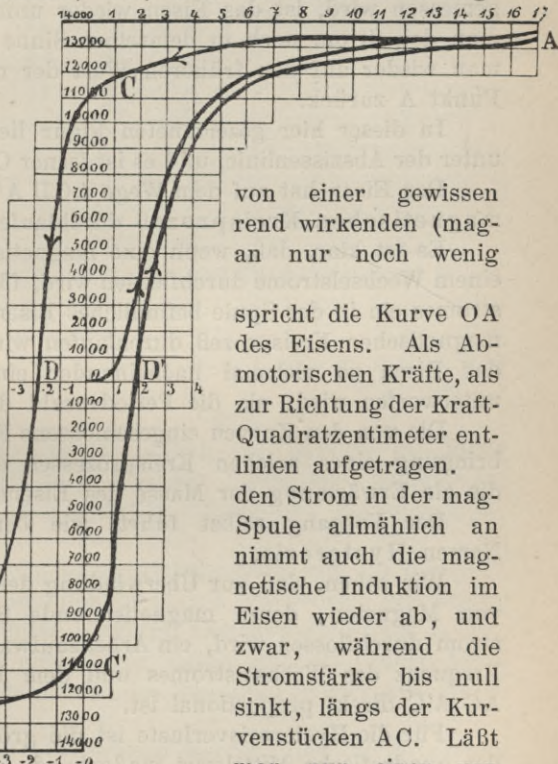 14000 2 3 4 5 6 7 8 9 10 11 12 13 14 15 16 17
13000
A
12000
C
11000
10000
9000
7000
6000
5000
4000
3000
2000
1000
D D'
-3 -2 -1 0 1 2 3 4
1000
2000
3000
4000
5000
6000
7000
8000
9000
10000
11000 C'
12000
13000
14000
-3 -2 -1 -0
von einer gewissen
rend wirkenden (mag-
an nur noch wenig
spricht die Kurve OA
des Eisens. Als Ab-
motorischen Kräfte, als
zur Richtung der Kraft-
Quadratzentimeter ent-
linien aufgetragen.
den Strom in der mag-
Spule allmählich an
nimmt auch die mag-
netische Induktion im
Eisen wieder ab, und
zwar, während die
Stromstärke bis null
sinkt, längs der Kur-
venstücken AC. Läßt